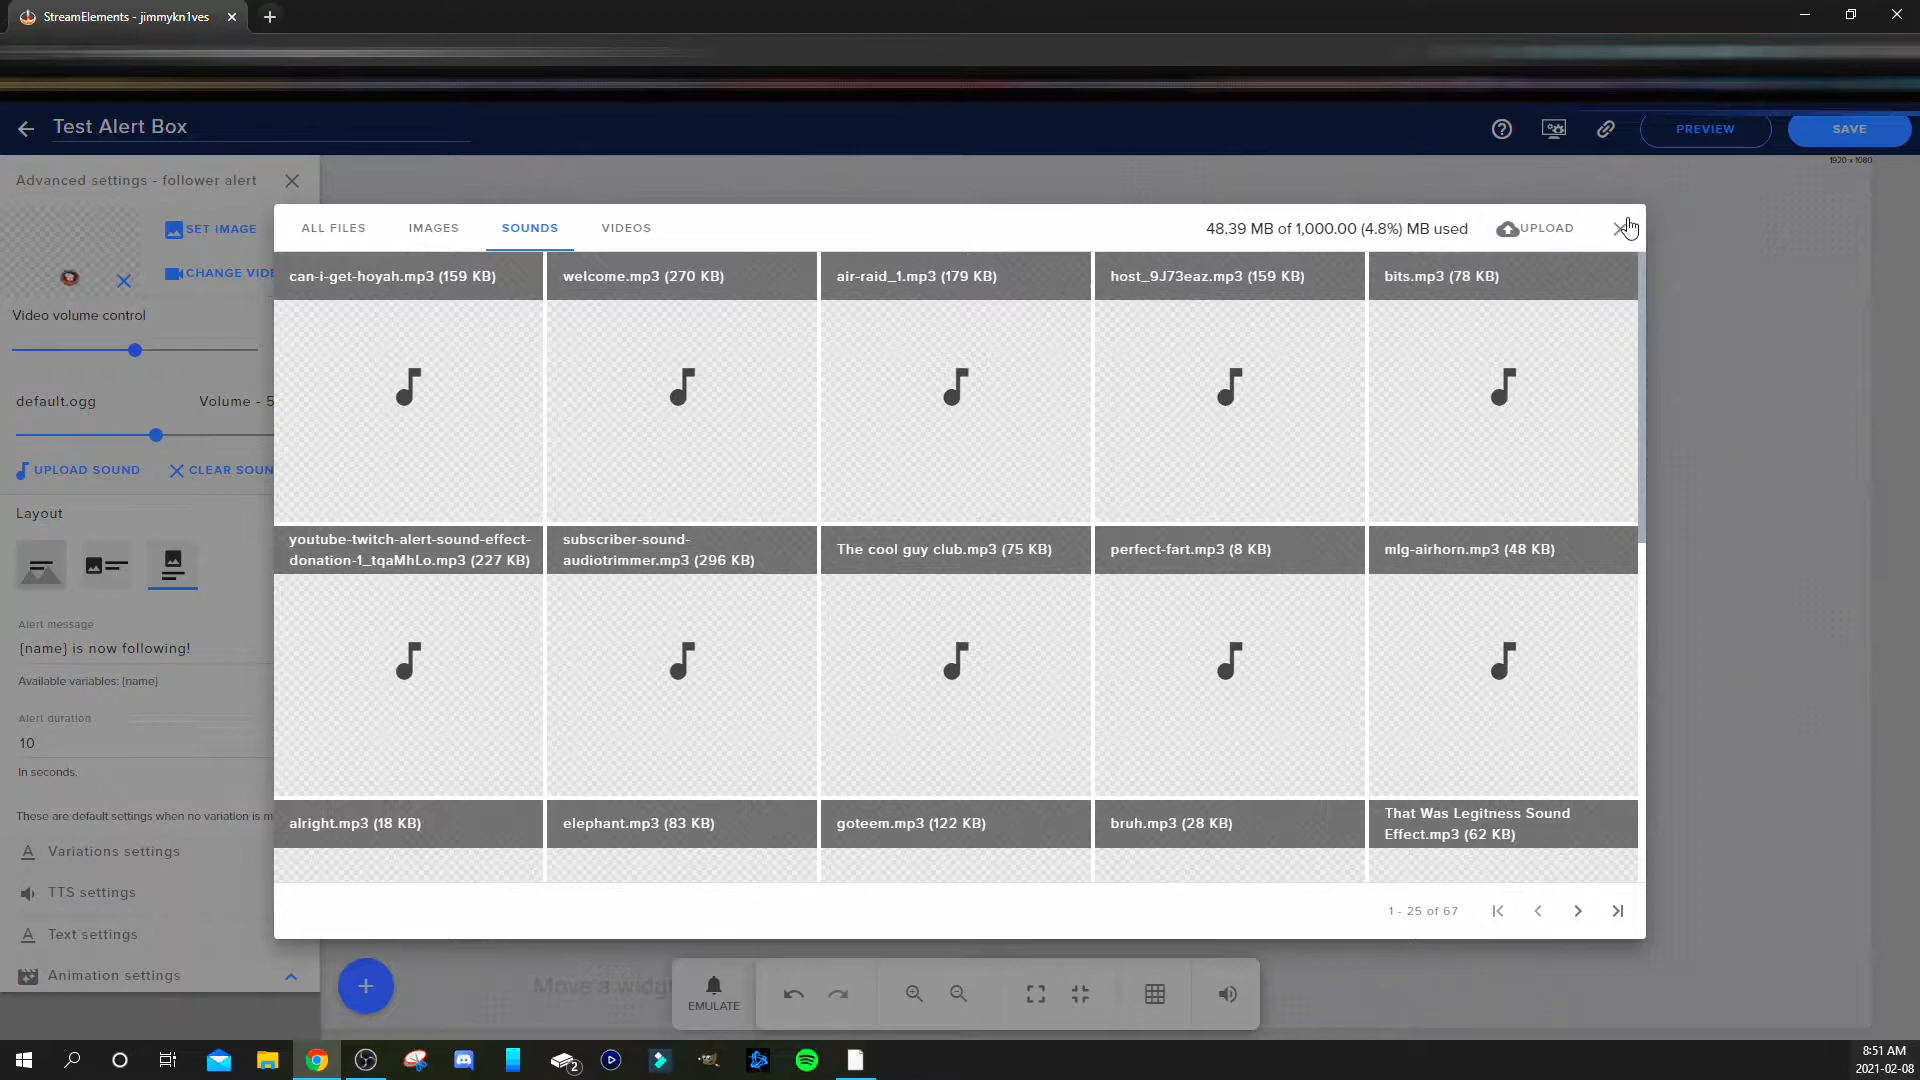 StreamElements - jimmykn1ves
Test Alert Box
PREVIEW
SAVE
1920 x 1080
Advanced settings - follower alert
SET IMAGE
CHANGE VIDE
Video volume control
default.ogg
Volume - 5
UPLOAD SOUND
CLEAR SOUN
Layout
Alert message
{name} is now following!
Available variables: {name}
Alert duration
10
In seconds.
These are default settings when no variation is m
Variations settings
TTS settings
Text settings
Animation settings
ALL FILES
IMAGES
SOUNDS
VIDEOS
48.39 MB of 1,000.00 (4.8%) MB used
UPLOAD
can-i-get-hoyah.mp3 (159 KB)
welcome.mp3 (270 KB)
air-raid_1.mp3 (179 KB)
host_9J73eaz.mp3 (159 KB)
bits.mp3 (78 KB)
youtube-twitch-alert-sound-effect-
donation-1_tqaMhLo.mp3 (227 KB)
subscriber-sound-
audiotrimmer.mp3 (296 KB)
The cool guy club.mp3 (75 KB)
perfect-fart.mp3 (8 KB)
mlg-airhorn.mp3 (48 KB)
alright.mp3 (18 KB)
elephant.mp3 (83 KB)
goteem.mp3 (122 KB)
bruh.mp3 (28 KB)
That Was Legitness Sound
Effect.mp3 (62 KB)
1 - 25 of 67
Move a widg
EMULATE
2
8:51 AM
2021-02-08